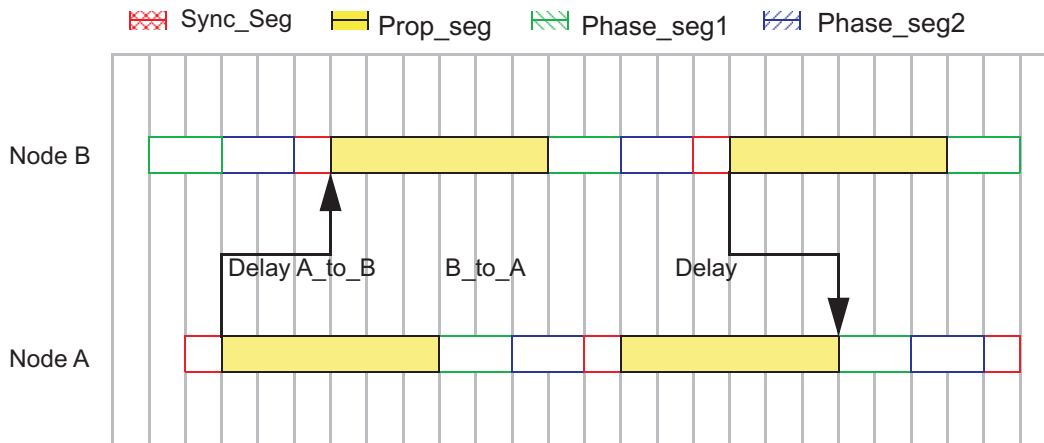 Sync_Seg Prop_seg Phase_seg1 Phase_seg2
Node B
Delay A_to_B B_to_A Delay
Node A